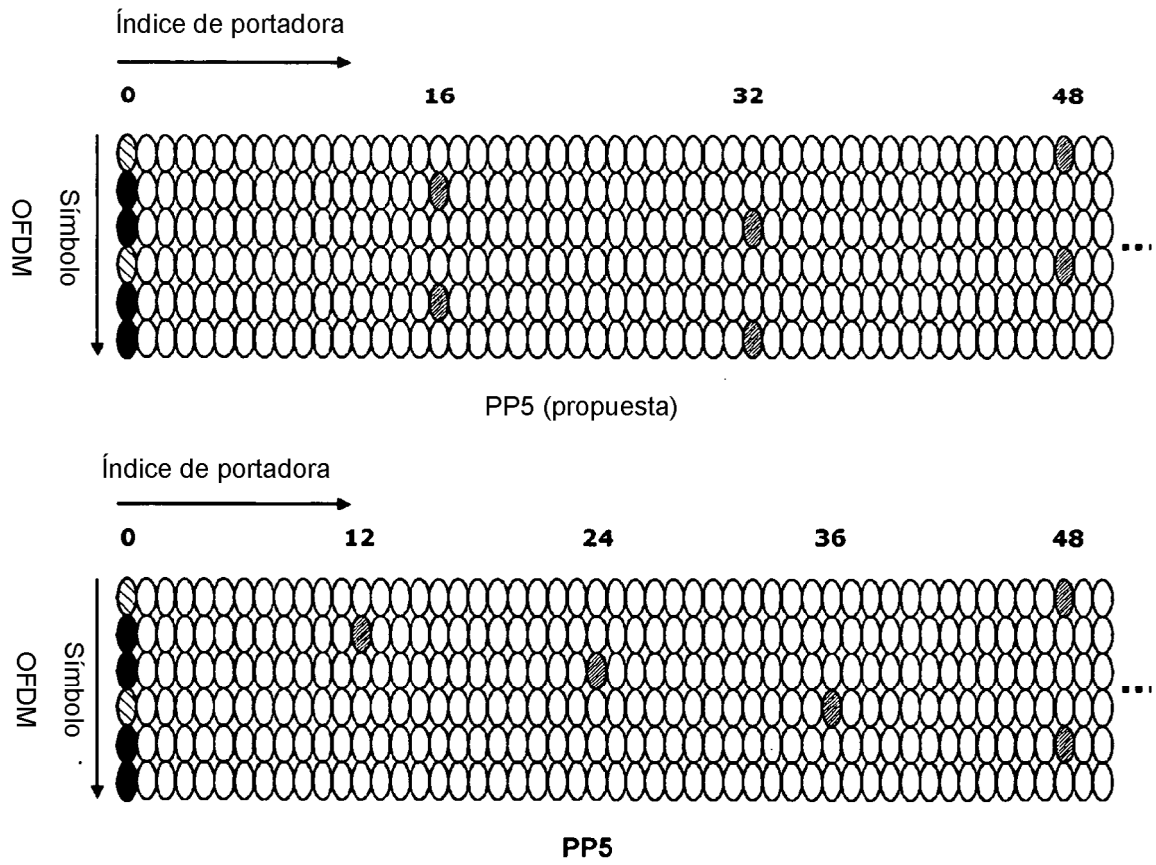 Índice de portadora
0 16 32 48
Símbolo
OFDM
...
PP5 (propuesta)
Índice de portadora
0 12 24 36 48
Símbolo
OFDM
...
PP5